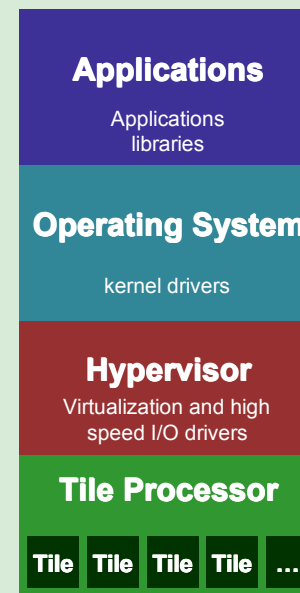 Applications
Applications
libraries
Operating System
kernel drivers
Hypervisor
Virtualization and high
speed I/O drivers
Tile Processor
Tile Tile Tile Tile ...